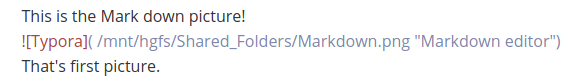 This is the Mark down picture!
![Typora]( /mnt/hgfs/Shared_Folders/Markdown.png "Markdown editor")
That's first picture.